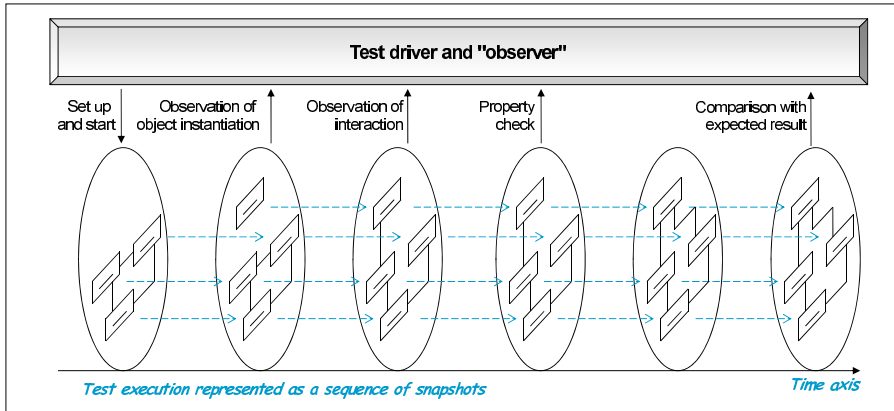 Test driver and "observer"
Set up
and start
Observation of
object instantiation
Observation of
interaction
Property
check
Comparison with
expected result
Test execution represented as a sequence of snapshots
Time axis